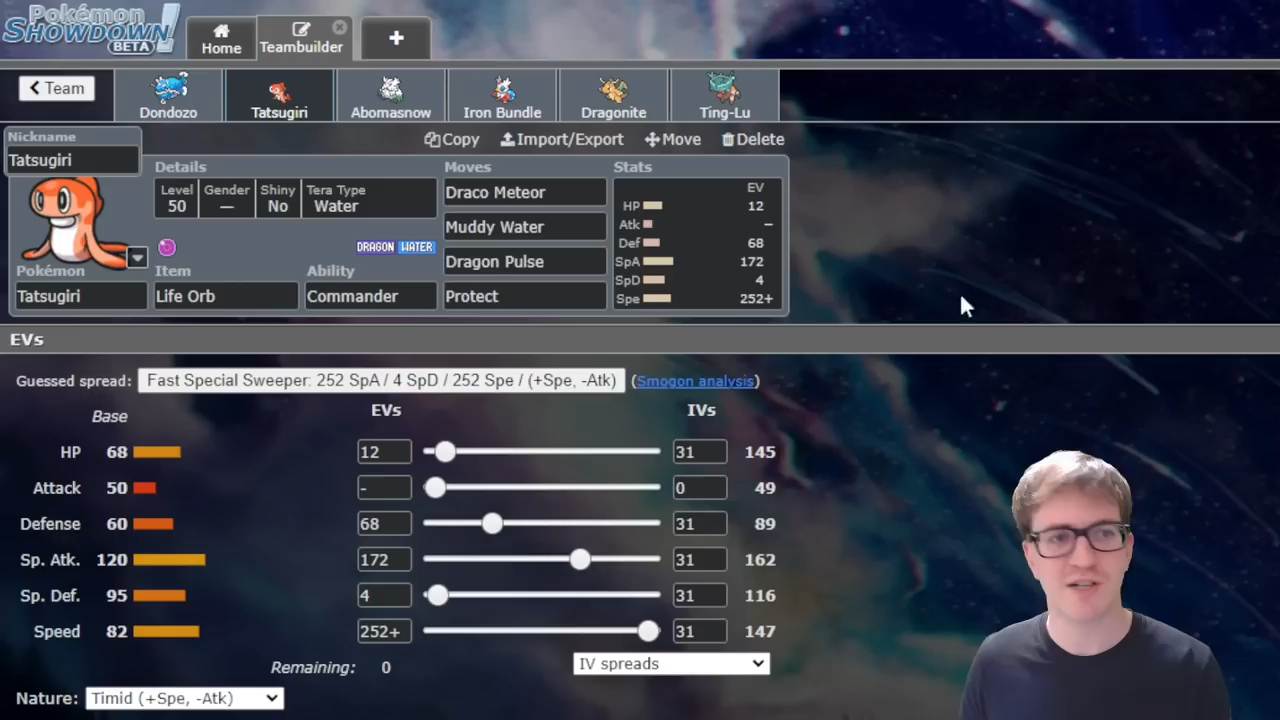 Pokémon
SHOWDOWN!
BETA
Home
Teambuilder
+
Team
Dondozo
Tatsugiri
Abomasnow
Iron Bundle
Dragonite
Ting-Lu
Nickname
Tatsugiri
Copy
Import/Export
Move
Delete
Details
Level
50
Gender
—
Shiny
No
Tera Type
Water
DRAGON WATER
Pokémon
Tatsugiri
Item
Life Orb
Ability
Commander
Moves
Draco Meteor
Muddy Water
Dragon Pulse
Protect
Stats
EV
HP 12
Atk –
Def 68
SpA 172
SpD 4
Spe 252+
EVs
Guessed spread: Fast Special Sweeper: 252 SpA / 4 SpD / 252 Spe / (+Spe, -Atk) (Smogon analysis)
Base EVs IVs
HP 68 12 31 145
Attack 50 - 0 49
Defense 60 68 31 89
Sp. Atk. 120 172 31 162
Sp. Def. 95 4 31 116
Speed 82 252+ 31 147
Remaining: 0
IV spreads
Nature: Timid (+Spe, -Atk)